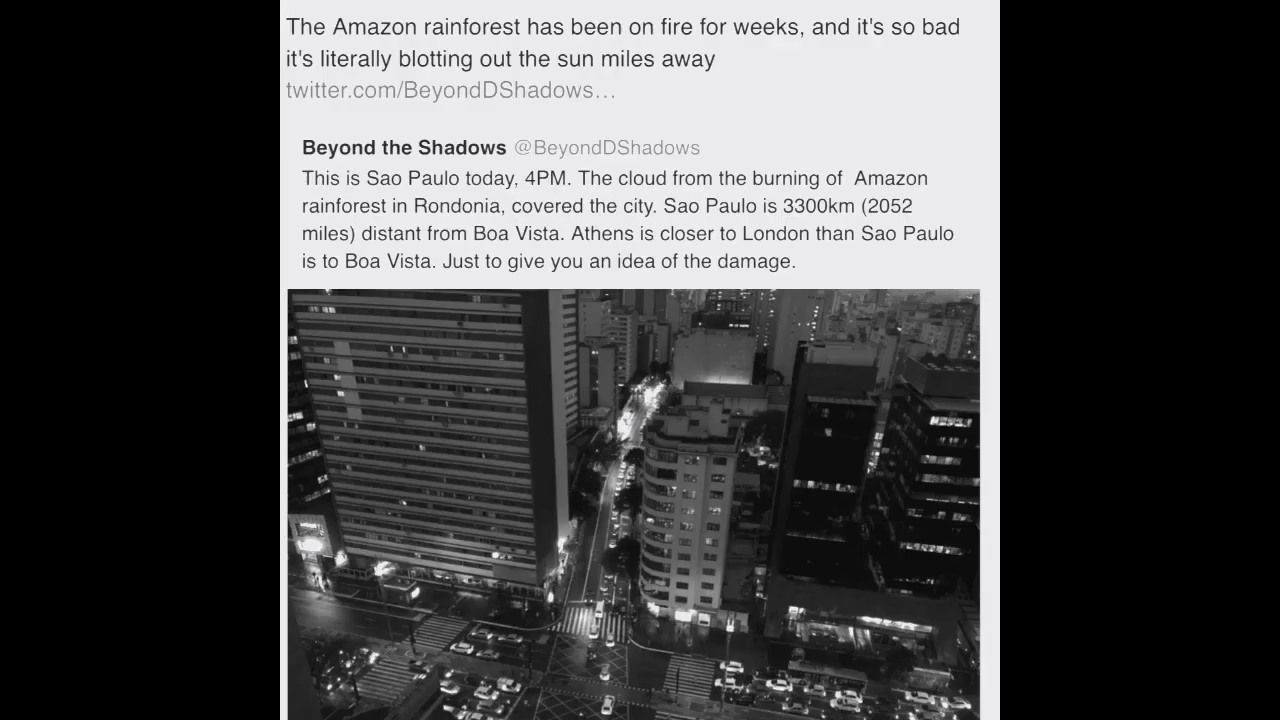 The Amazon rainforest has been on fire for weeks, and it's so bad
it's literally blotting out the sun miles away
twitter.com/BeyondDShadows…
Beyond the Shadows @BeyondDShadows
This is Sao Paulo today, 4PM. The cloud from the burning of  Amazon
rainforest in Rondonia, covered the city. Sao Paulo is 3300km (2052
miles) distant from Boa Vista. Athens is closer to London than Sao Paulo
is to Boa Vista. Just to give you an idea of the damage.